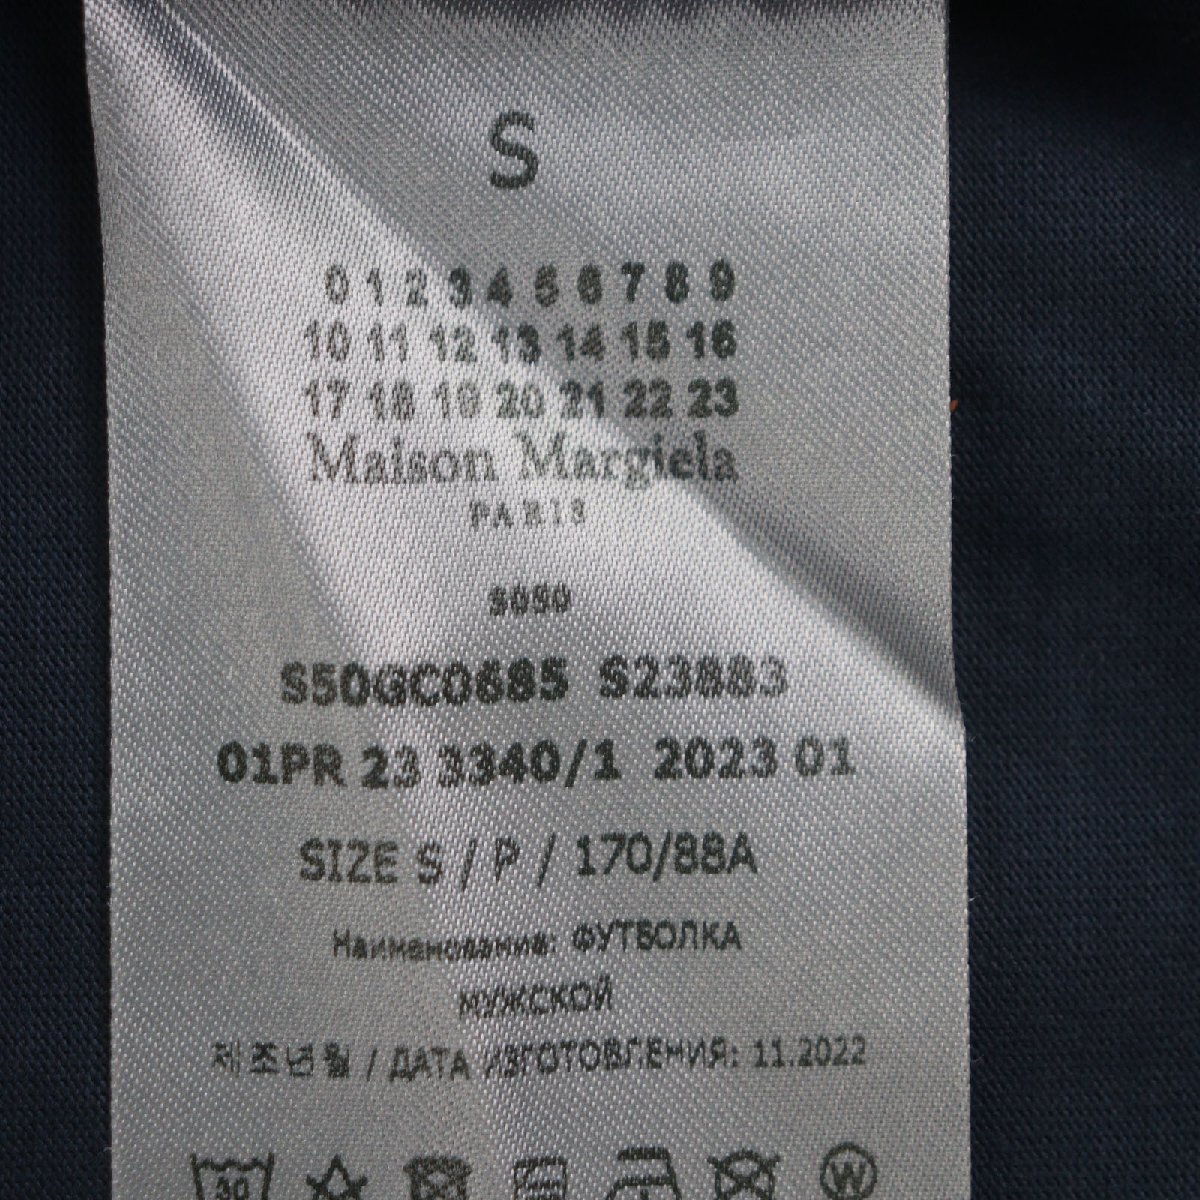 S
0 1 2 3 4 5 6 7 8 9
10 11 12 13 14 15 16
17 18 19 20 21 22 23
Maison Margiela
PARIS
S50GC0685 S23883
01PR 23 3340/1 2023 01
SIZE S / P / 170/88A
Наименование: ФУТБОЛКА
МУЖСКОЙ
제조년월 / ДАТА ИЗГОТОВЛЕНИЯ: 11.2022
30
W